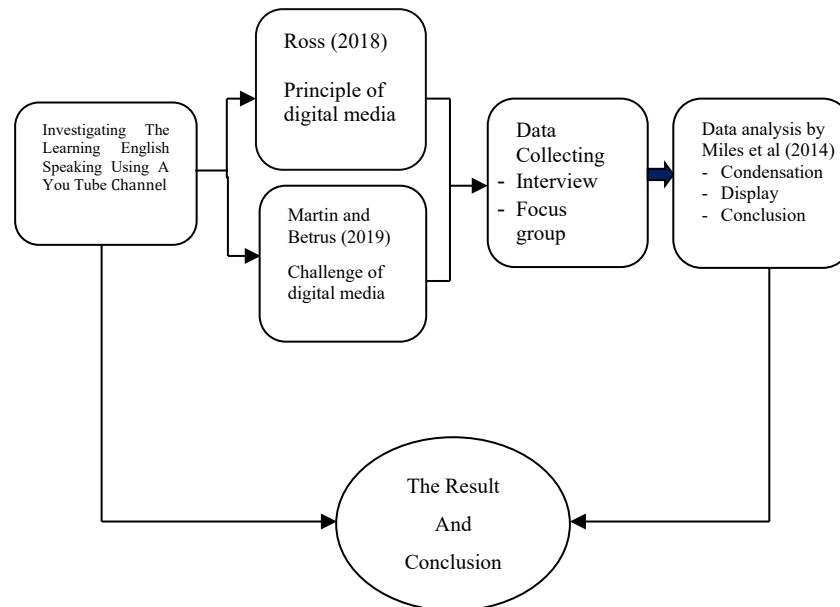 Investigating The
Learning English
Speaking Using A
You Tube Channel
Ross (2018)
Principle of
digital media
Martin and
Betrus (2019)
Challenge of
digital media
Data
Collecting
- Interview
- Focus
group
Data analysis by
Miles et al (2014)
- Condensation
- Display
- Conclusion
The Result
And
Conclusion